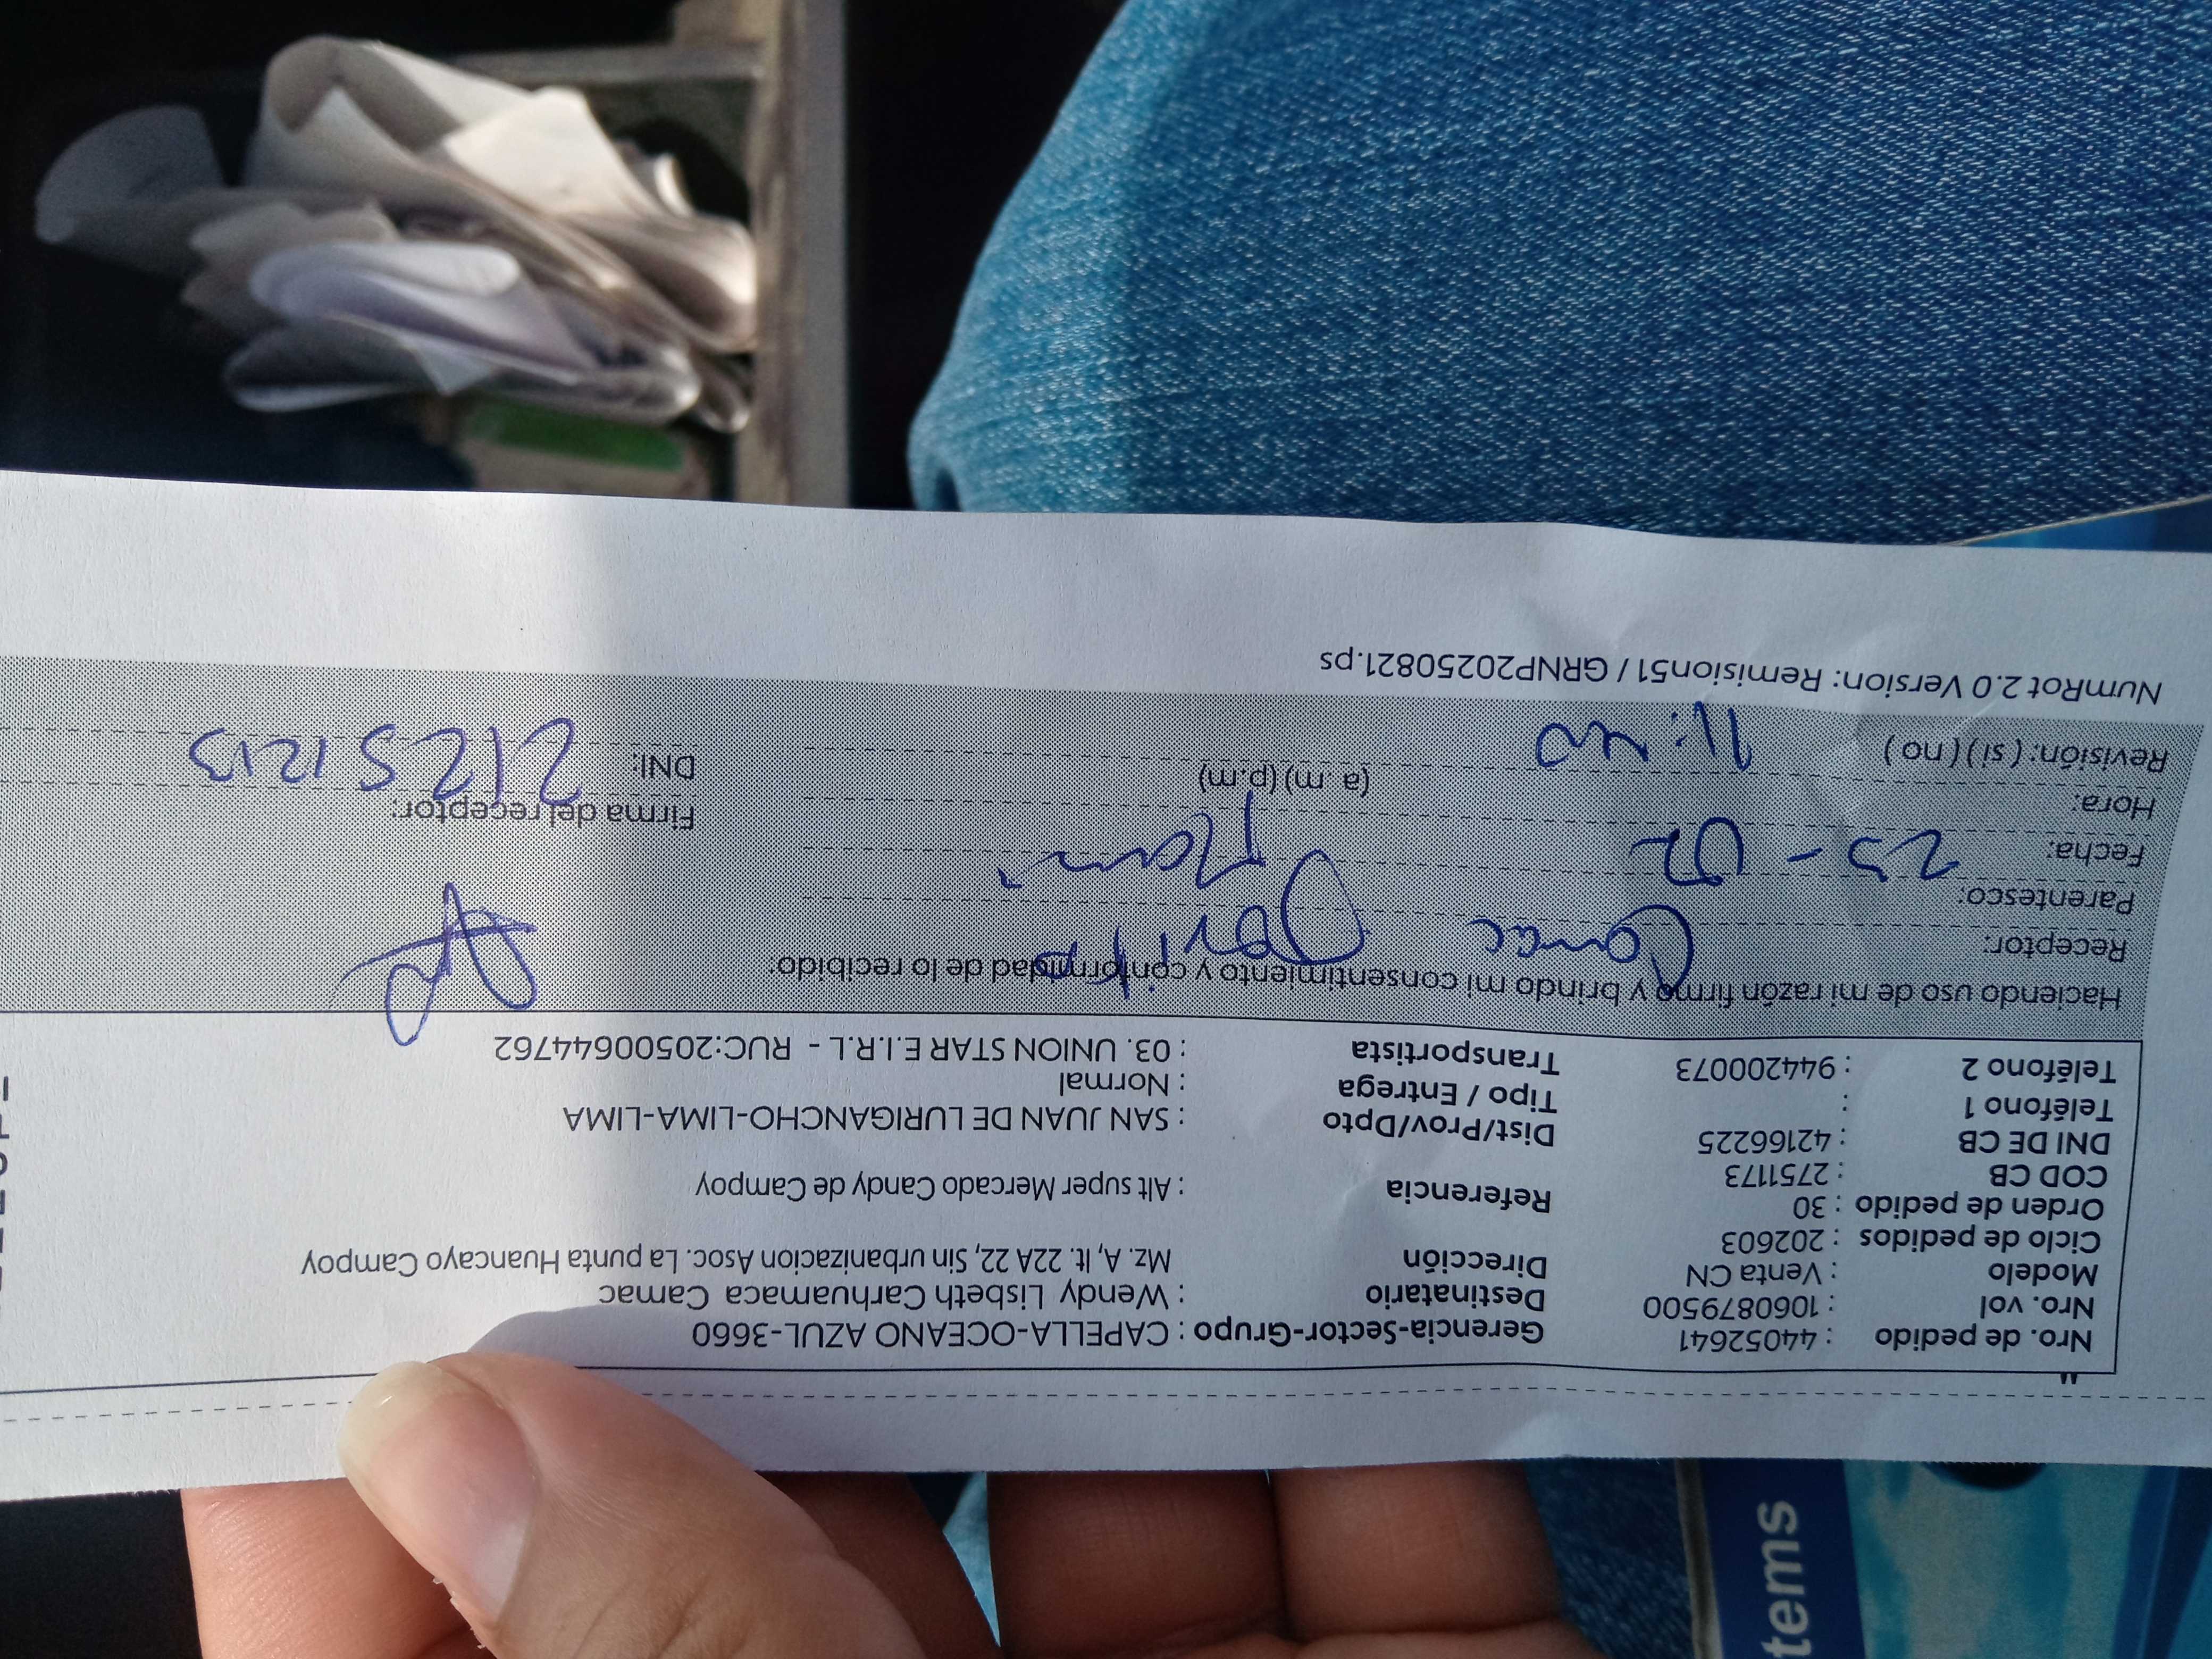 Nro. de pedido : 44052641 Gerencia-Sector-Grupo : CAPELLA-OCEANO AZUL-3660
Nro. vol : 1060879500 Destinatario : Wendy Lisbeth Carhuamaca Camac
Modelo : Venta CN Dirección Mz. A, lt. 22A 22, Sin urbanizacion Asoc. La punta Huancayo Campoy
Ciclo de pedidos : 202603
Orden de pedido : 30 Referencia : Alt super Mercado Candy de Campoy
COD CB : 2751173
DNI DE CB : 42166225 Dist/Prov/Dpto : SAN JUAN DE LURIGANCHO-LIMA-LIMA
Teléfono 1 : Tipo / Entrega : Normal
Teléfono 2 : 944200073 Transportista : 03. UNION STAR E.I.R.L - RUC:20500644762
Haciendo uso de mi razón firmo y brindo mi consentimiento y conformidad de lo recibido:
Receptor: Camac
Parentesco:
Fecha: 25 - 02
Hora: (a. m) (p.m) Firma del receptor:
Revisión: ( si ) ( no ) 11:40 DNI: 21251213
NumRot 2.0 Version: Remision51 / GRNP20250821.ps
tems